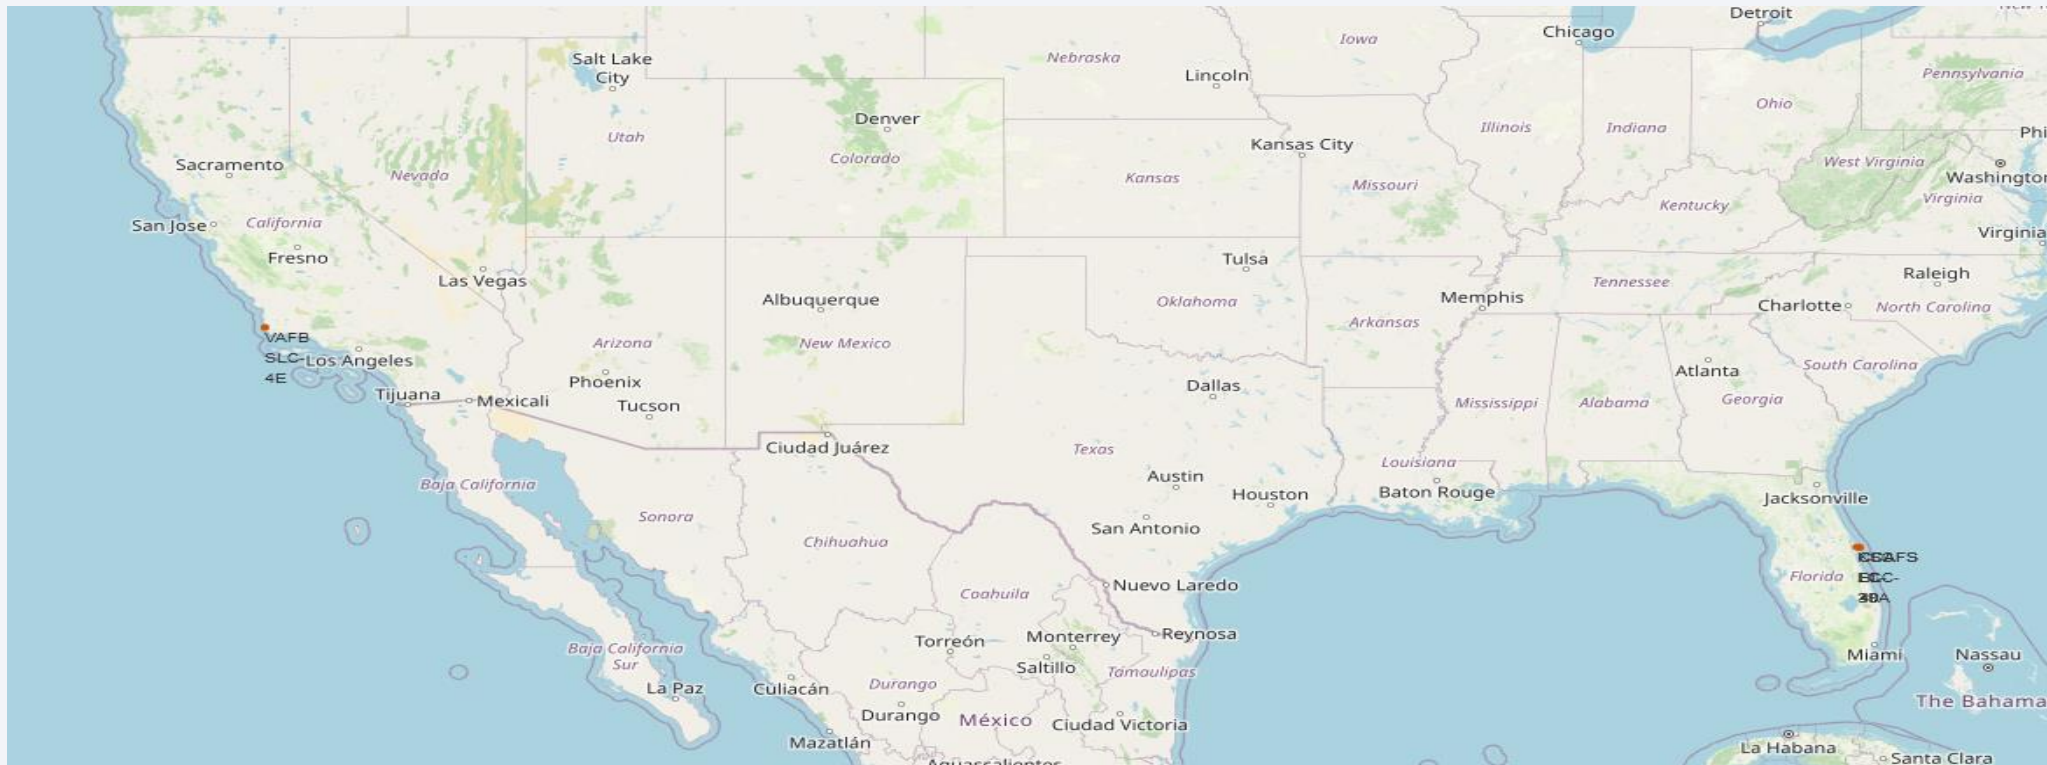 Detroit
Chicago
Iowa
Nebraska
Salt Lake
City
Lincoln
Pennsylvania
Ohio
Denver
Utah
Illinois
Indiana
Kansas City
Phi
Colorado
Sacramento
Nevada
Kansas
Missouri
West Virginia
Washington
Virginia
Kentucky
San Jose
California
Virginia
Fresno
Las Vegas
Tulsa
Tennessee
Raleigh
Albuquerque
Oklahoma
Memphis
Charlotte
North Carolina
Arkansas
VAFB
SLC-
4E
Los Angeles
Arizona
New Mexico
South Carolina
Atlanta
Phoenix
Dallas
Tijuana
Mexicali
Tucson
Mississippi
Alabama
Georgia
Ciudad Juárez
Texas
Louisiana
Baja California
Austin
Houston
Baton Rouge
Jacksonville
Sonora
San Antonio
Chihuahua
Florida
Nuevo Laredo
Coahuila
Torreón
Monterrey
Reynosa
Baja California
Sur
Saltillo
Tamaulipas
Miami
Nassau
La Paz
Culiacán
Durango
Durango
México
Ciudad Victoria
The Bahama
Mazatlán
La Habana
Santa Clara
Aguascalientes